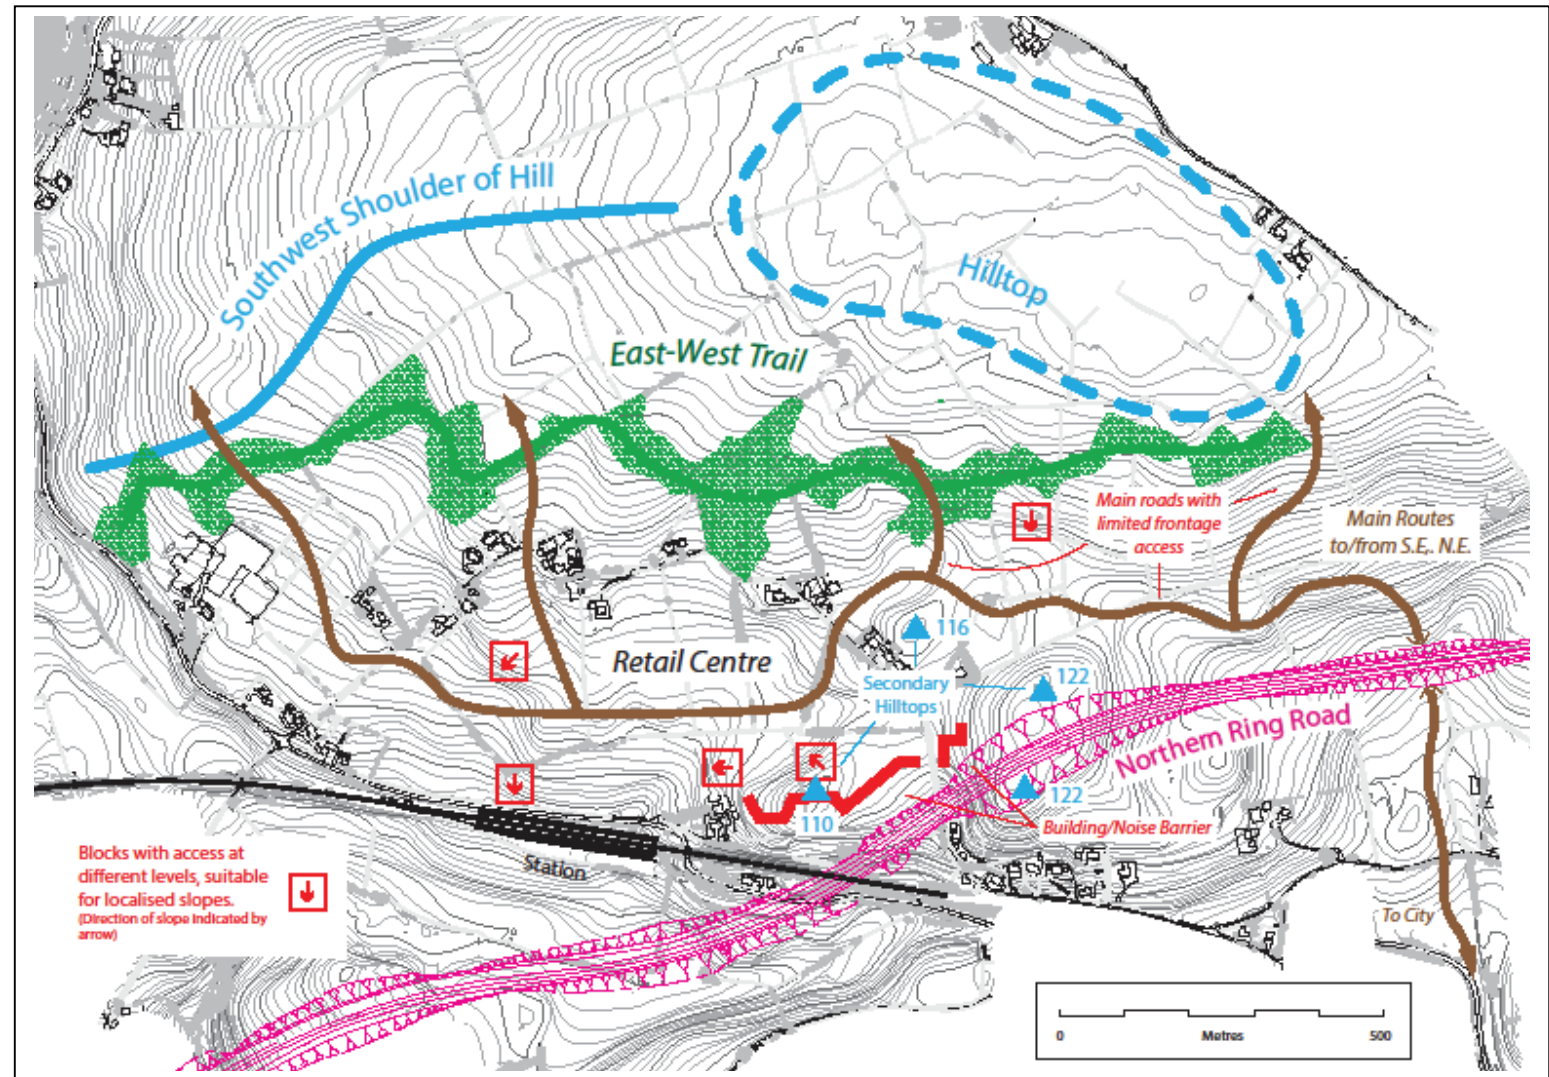 Southwest Shoulder of Hill
Hilltop
East-West Trail
Main roads with
limited frontage
access
Main Routes
to/from S.E,. N.E.
116
Retail Centre
Secondary
Hilltops
122
Northern Ring Road
122
110
Building/Noise Barrier
Station
Blocks with access at
different levels, suitable
for localised slopes.
(Direction of slope indicated by
arrow)
To City
0 Metres 500